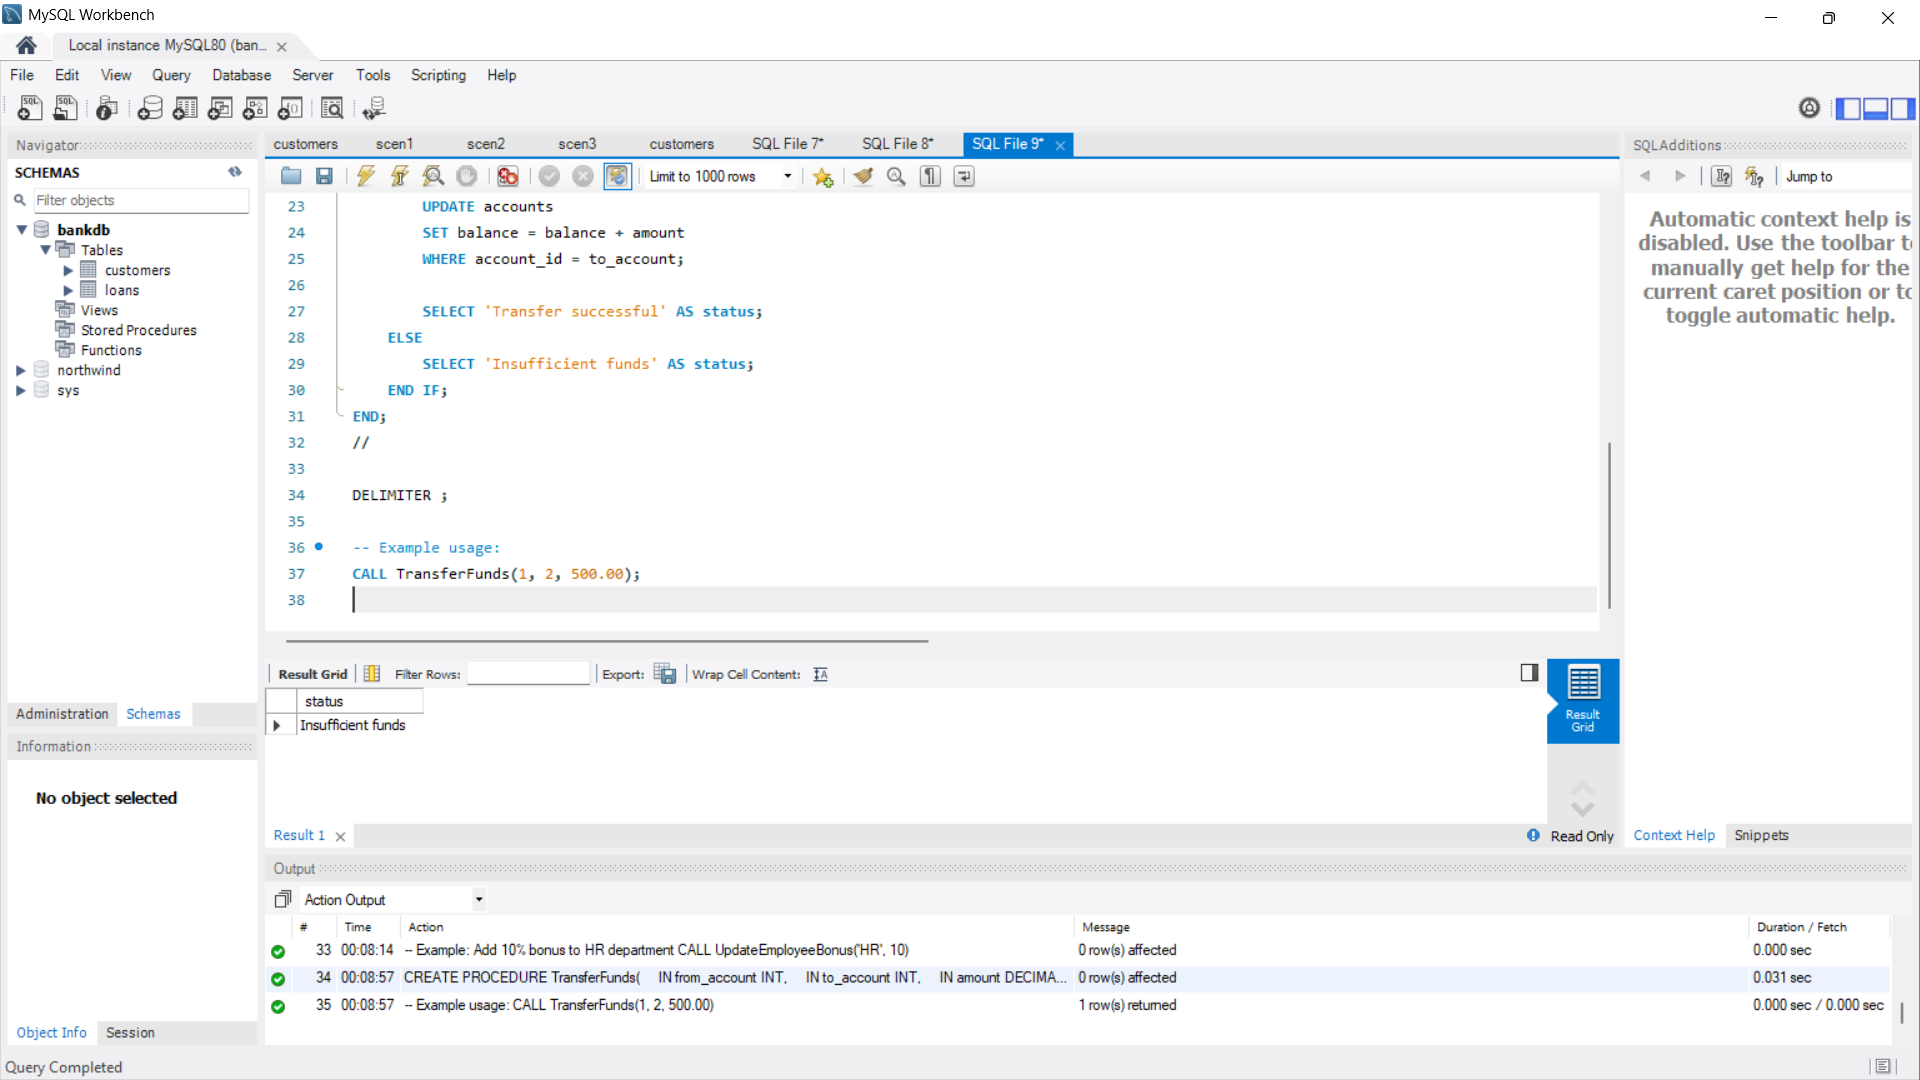 MySQL Workbench
Local instance MySQL80 (ban...
File Edit View Query Database Server Tools Scripting Help
Navigator
SCHEMAS
Filter objects
bankdb
Tables
customers
loans
Views
Stored Procedures
Functions
northwind
sys
Administration Schemas
Information
No object selected
Object Info Session
Query Completed
customers scen1 scen2 scen3 customers SQL File 7* SQL File 8* SQL File 9*
Limit to 1000 rows
23 UPDATE accounts
24 SET balance = balance + amount
25 WHERE account_id = to_account;
26
27 SELECT 'Transfer successful' AS status;
28 ELSE
29 SELECT 'Insufficient funds' AS status;
30 END IF;
31 END;
32 //
33
34 DELIMITER ;
35
36 -- Example usage:
37 CALL TransferFunds(1, 2, 500.00);
38
Result Grid Filter Rows: Export: Wrap Cell Content:
status
Insufficient funds
Result
Grid
Result 1
Read Only
SQLAdditions
Jump to
Automatic context help is
disabled. Use the toolbar to
manually get help for the
current caret position or to
toggle automatic help.
Context Help Snippets
Output
Action Output
# Time Action Message Duration / Fetch
33 00:08:14 -- Example: Add 10% bonus to HR department CALL UpdateEmployeeBonus('HR', 10) 0 row(s) affected 0.000 sec
34 00:08:57 CREATE PROCEDURE TransferFunds( IN from_account INT, IN to_account INT, IN amount DECIMA... 0 row(s) affected 0.031 sec
35 00:08:57 -- Example usage: CALL TransferFunds(1, 2, 500.00) 1 row(s) returned 0.000 sec / 0.000 sec